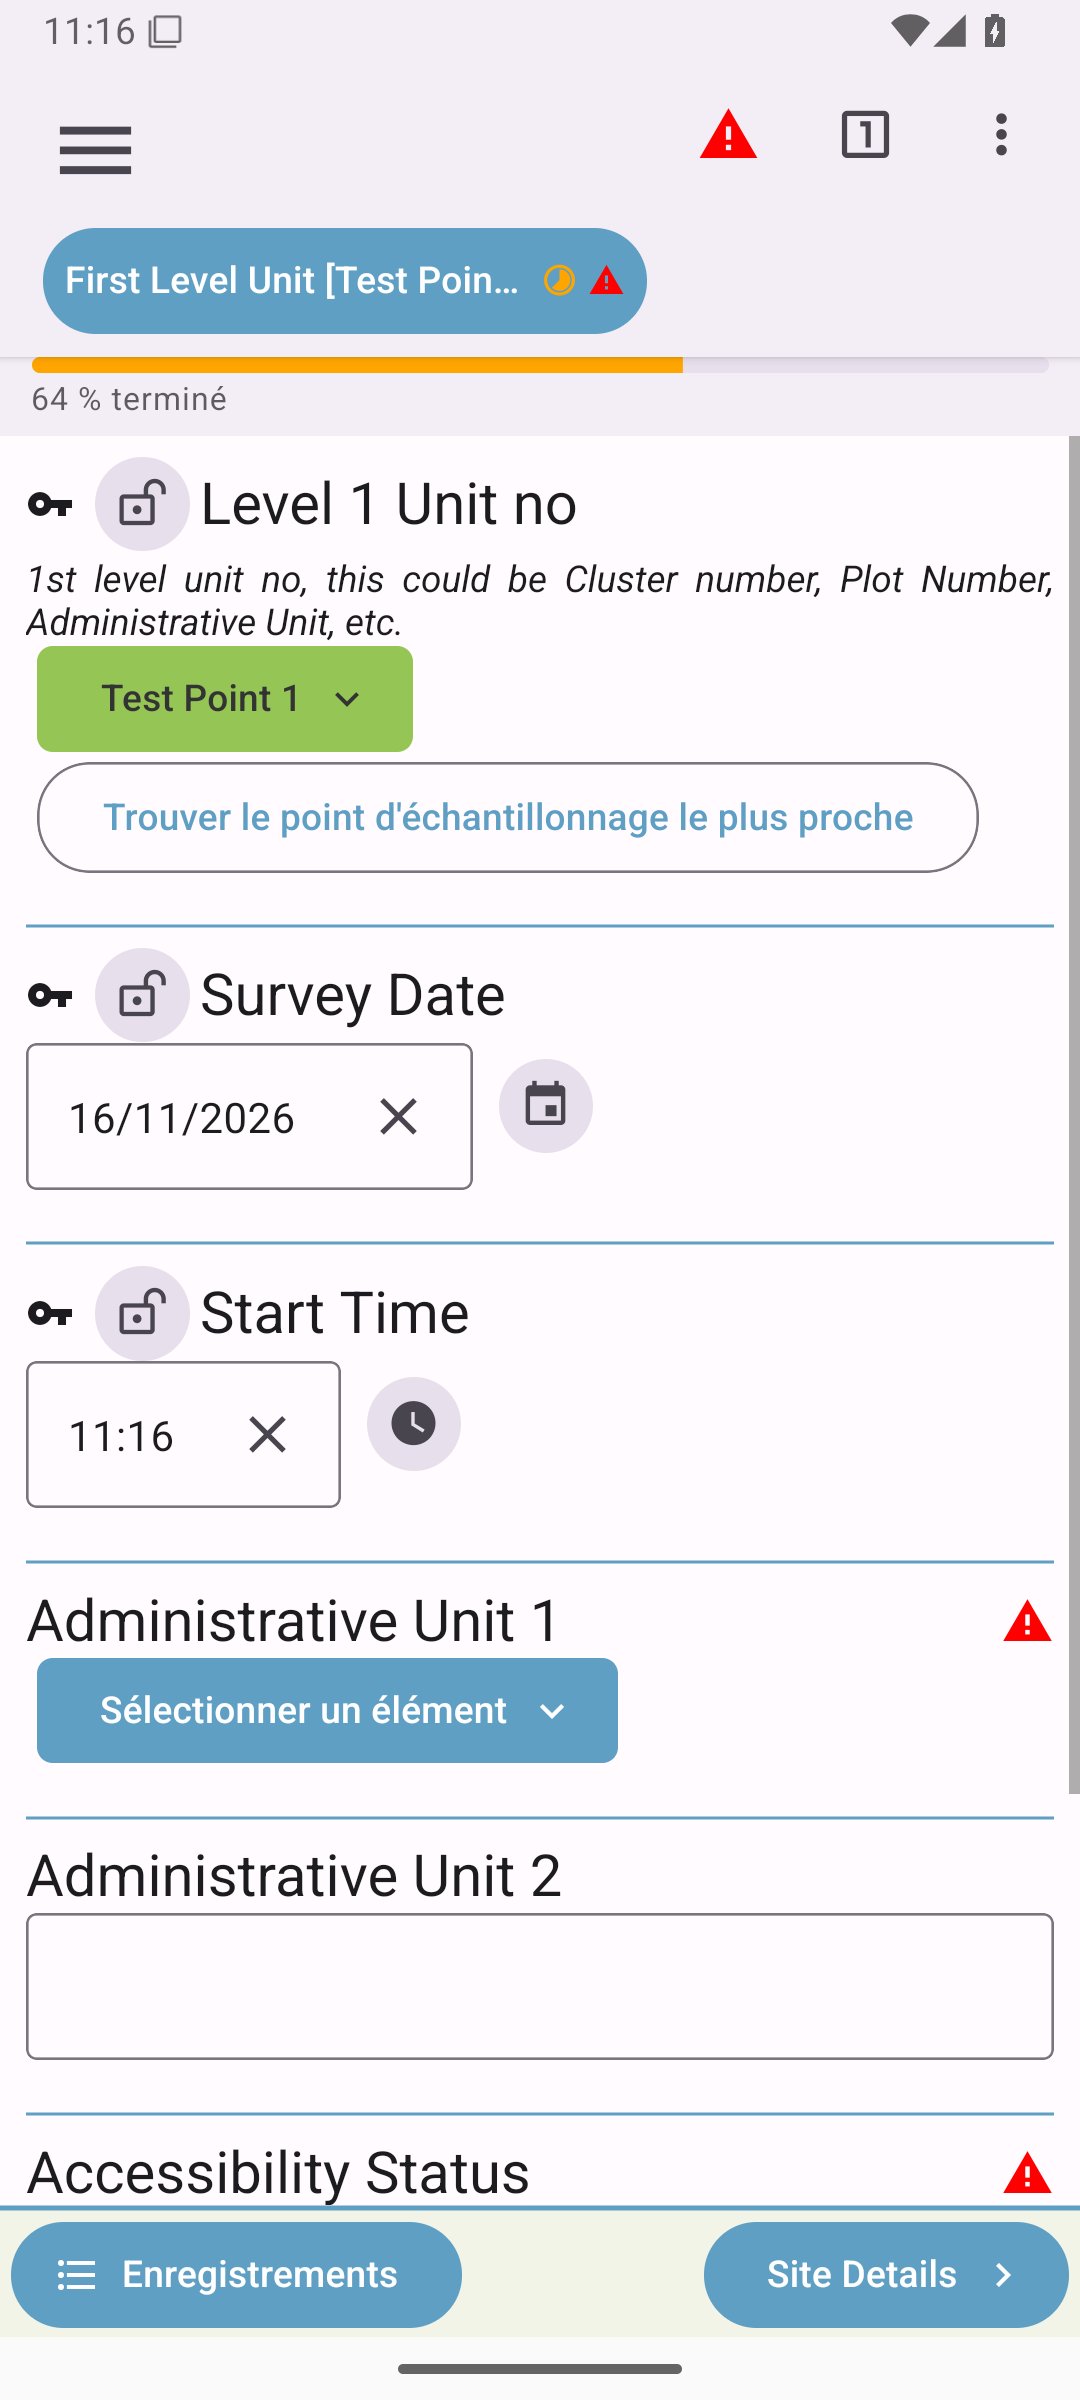 11:16
1
First Level Unit [Test Poin...
64 % terminé
Level 1 Unit no
1st level unit no, this could be Cluster number, Plot Number,
Administrative Unit, etc.
Test Point 1
Trouver le point d'échantillonnage le plus proche
Survey Date
16/11/2026
Start Time
11:16
Administrative Unit 1
Sélectionner un élément
Administrative Unit 2
Accessibility Status
Enregistrements
Site Details